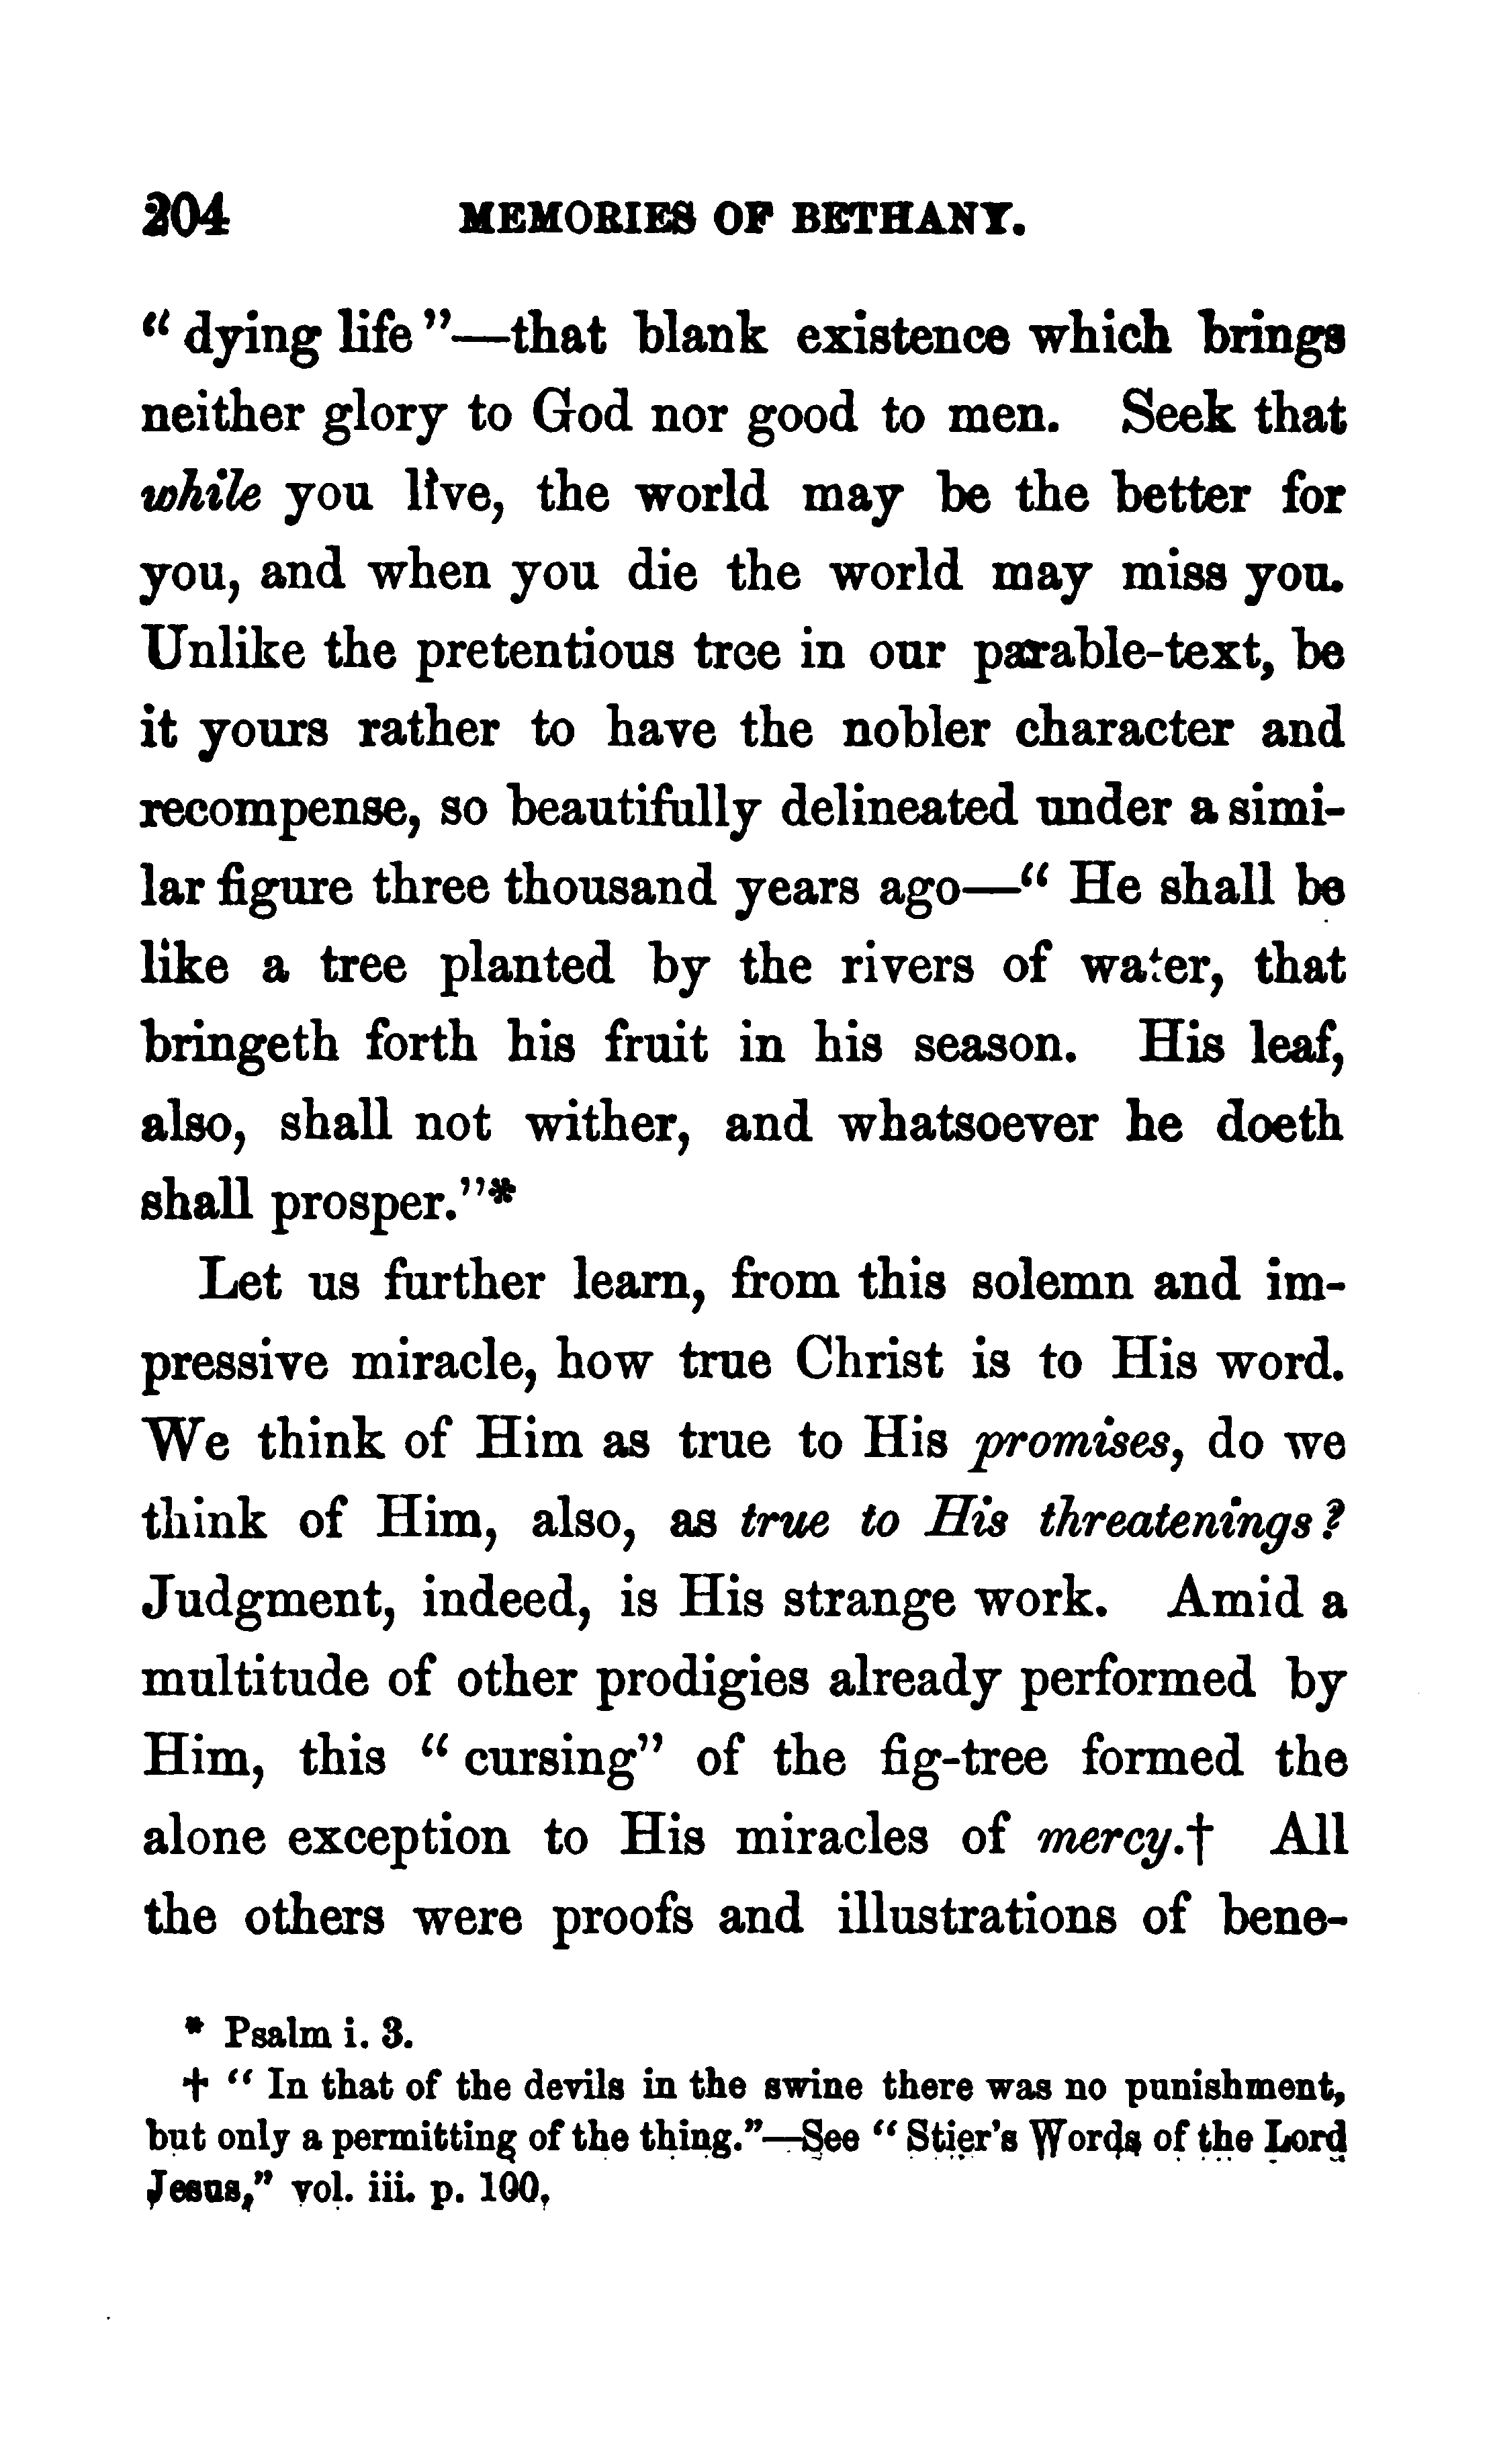 204 MEMORIES OF BETHANY.
“ dying life ”—that blank existence which brings
neither glory to God nor good to men. Seek that
while you live, the world may be the better for
you, and when you die the world may miss you.
Unlike the pretentious tree in our parable-text, be
it yours rather to have the nobler character and
recompense, so beautifully delineated under a simi-
lar figure three thousand years ago—“ He shall be
like a tree planted by the rivers of water, that
bringeth forth his fruit in his season. His leaf,
also, shall not wither, and whatsoever he doeth
shall prosper.”*
Let us further learn, from this solemn and im-
pressive miracle, how true Christ is to His word.
We think of Him as true to His promises, do we
think of Him, also, as true to His threatenings?
Judgment, indeed, is His strange work. Amid a
multitude of other prodigies already performed by
Him, this “ cursing” of the fig-tree formed the
alone exception to His miracles of mercy.† All
the others were proofs and illustrations of bene-
* Psalm i. 3.
† “ In that of the devils in the swine there was no punishment,
but only a permitting of the thing.”—See “ Stier's Words of the Lord
Jesus,” vol. iii. p. 100,